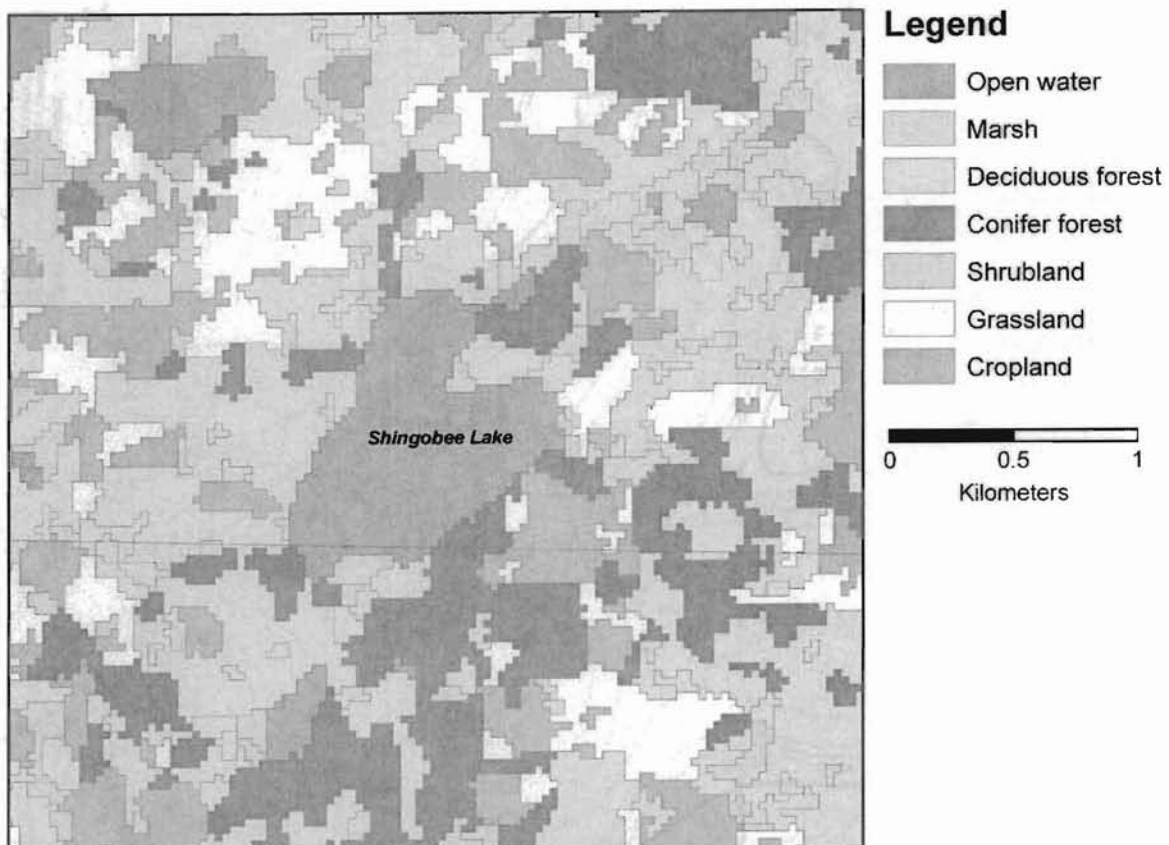 Legend
Open water
Marsh
Deciduous forest
Conifer forest
Shrubland
Grassland
Cropland
0 0.5 1
Kilometers
Shingobee Lake